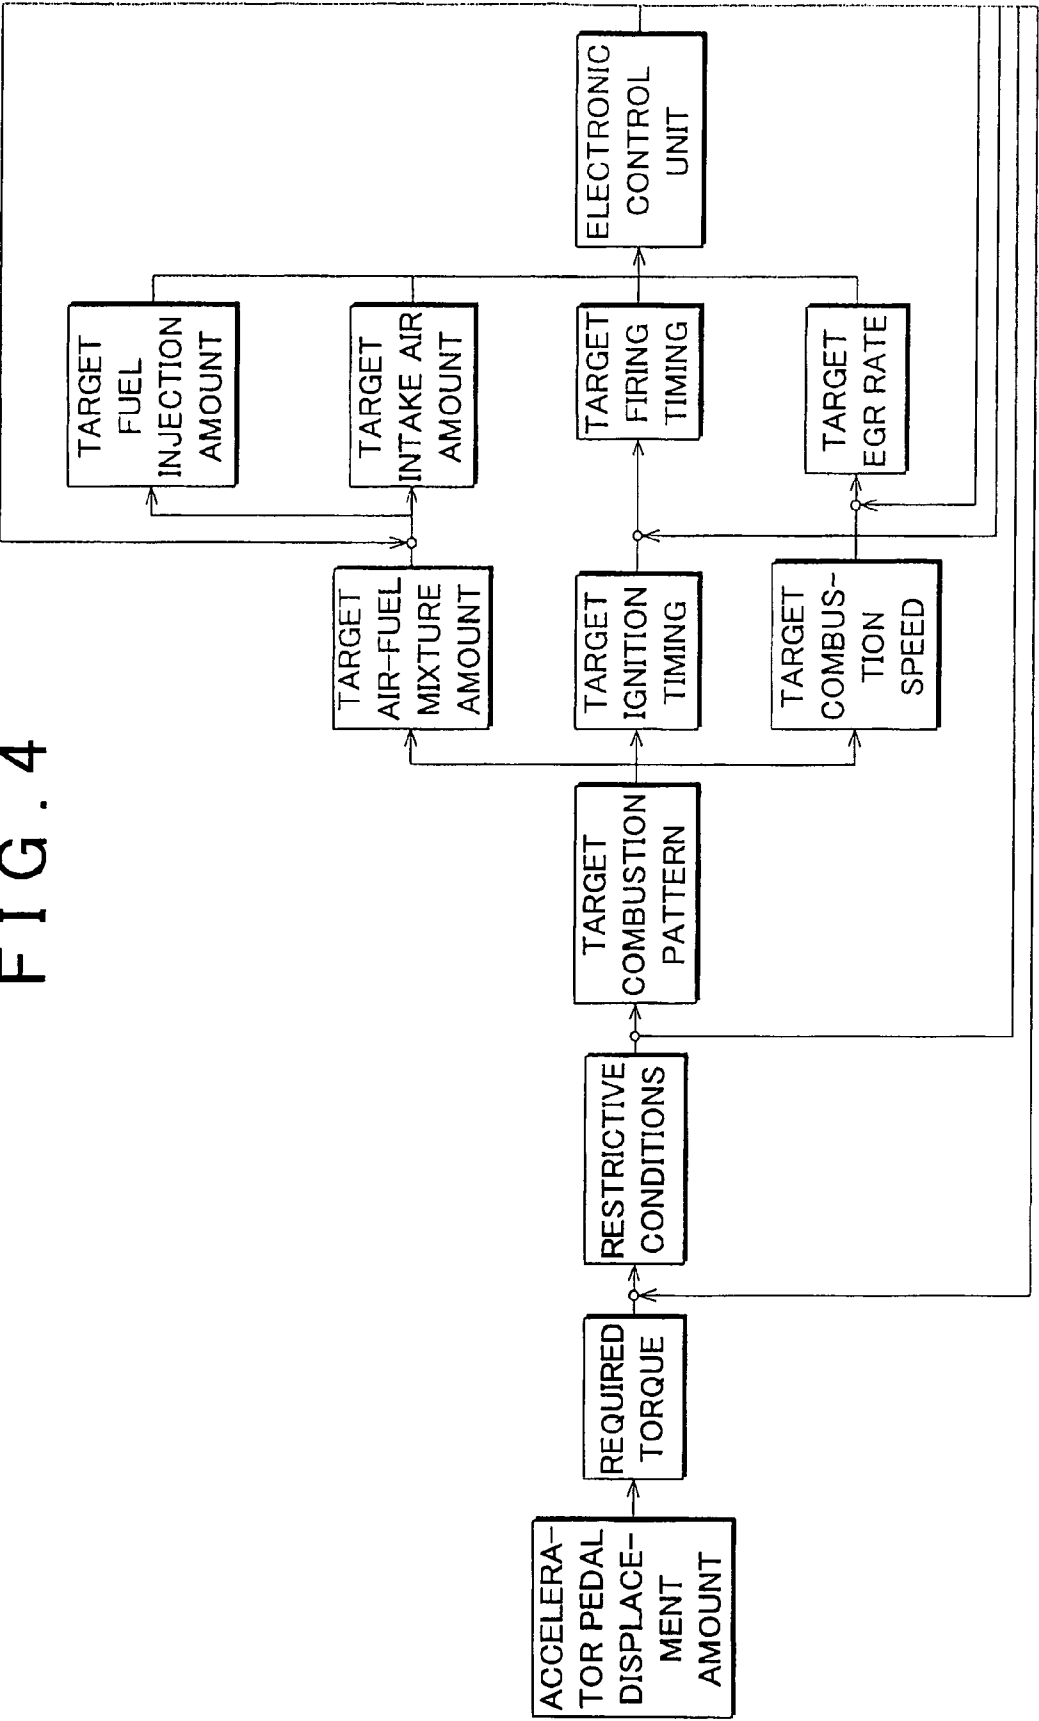 FIG. 4
ACCELERA-
TOR PEDAL
DISPLACE-
MENT
AMOUNT
REQUIRED
TORQUE
RESTRICTIVE
CONDITIONS
TARGET
COMBUSTION
PATTERN
TARGET
AIR-FUEL
MIXTURE
AMOUNT
TARGET
IGNITION
TIMING
TARGET
COMBUS-
TION
SPEED
TARGET
FUEL
INJECTION
AMOUNT
TARGET
INTAKE AIR
AMOUNT
TARGET
FIRING
TIMING
TARGET
EGR RATE
ELECTRONIC
CONTROL
UNIT